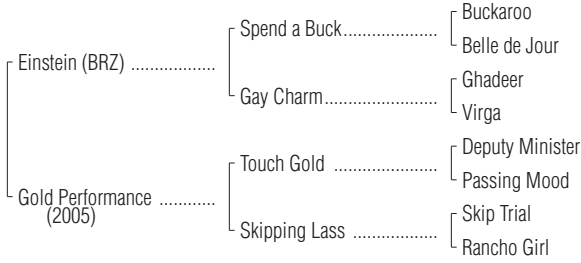 Buckaroo
Spend a Buck.....................
Belle de Jour
Einstein (BRZ) ..................
Ghadeer
Gay Charm.........................
Virga
Deputy Minister
Touch Gold ......................
Passing Mood
Gold Performance ............
(2005)
Skip Trial
Skipping Lass ..................
Rancho Girl